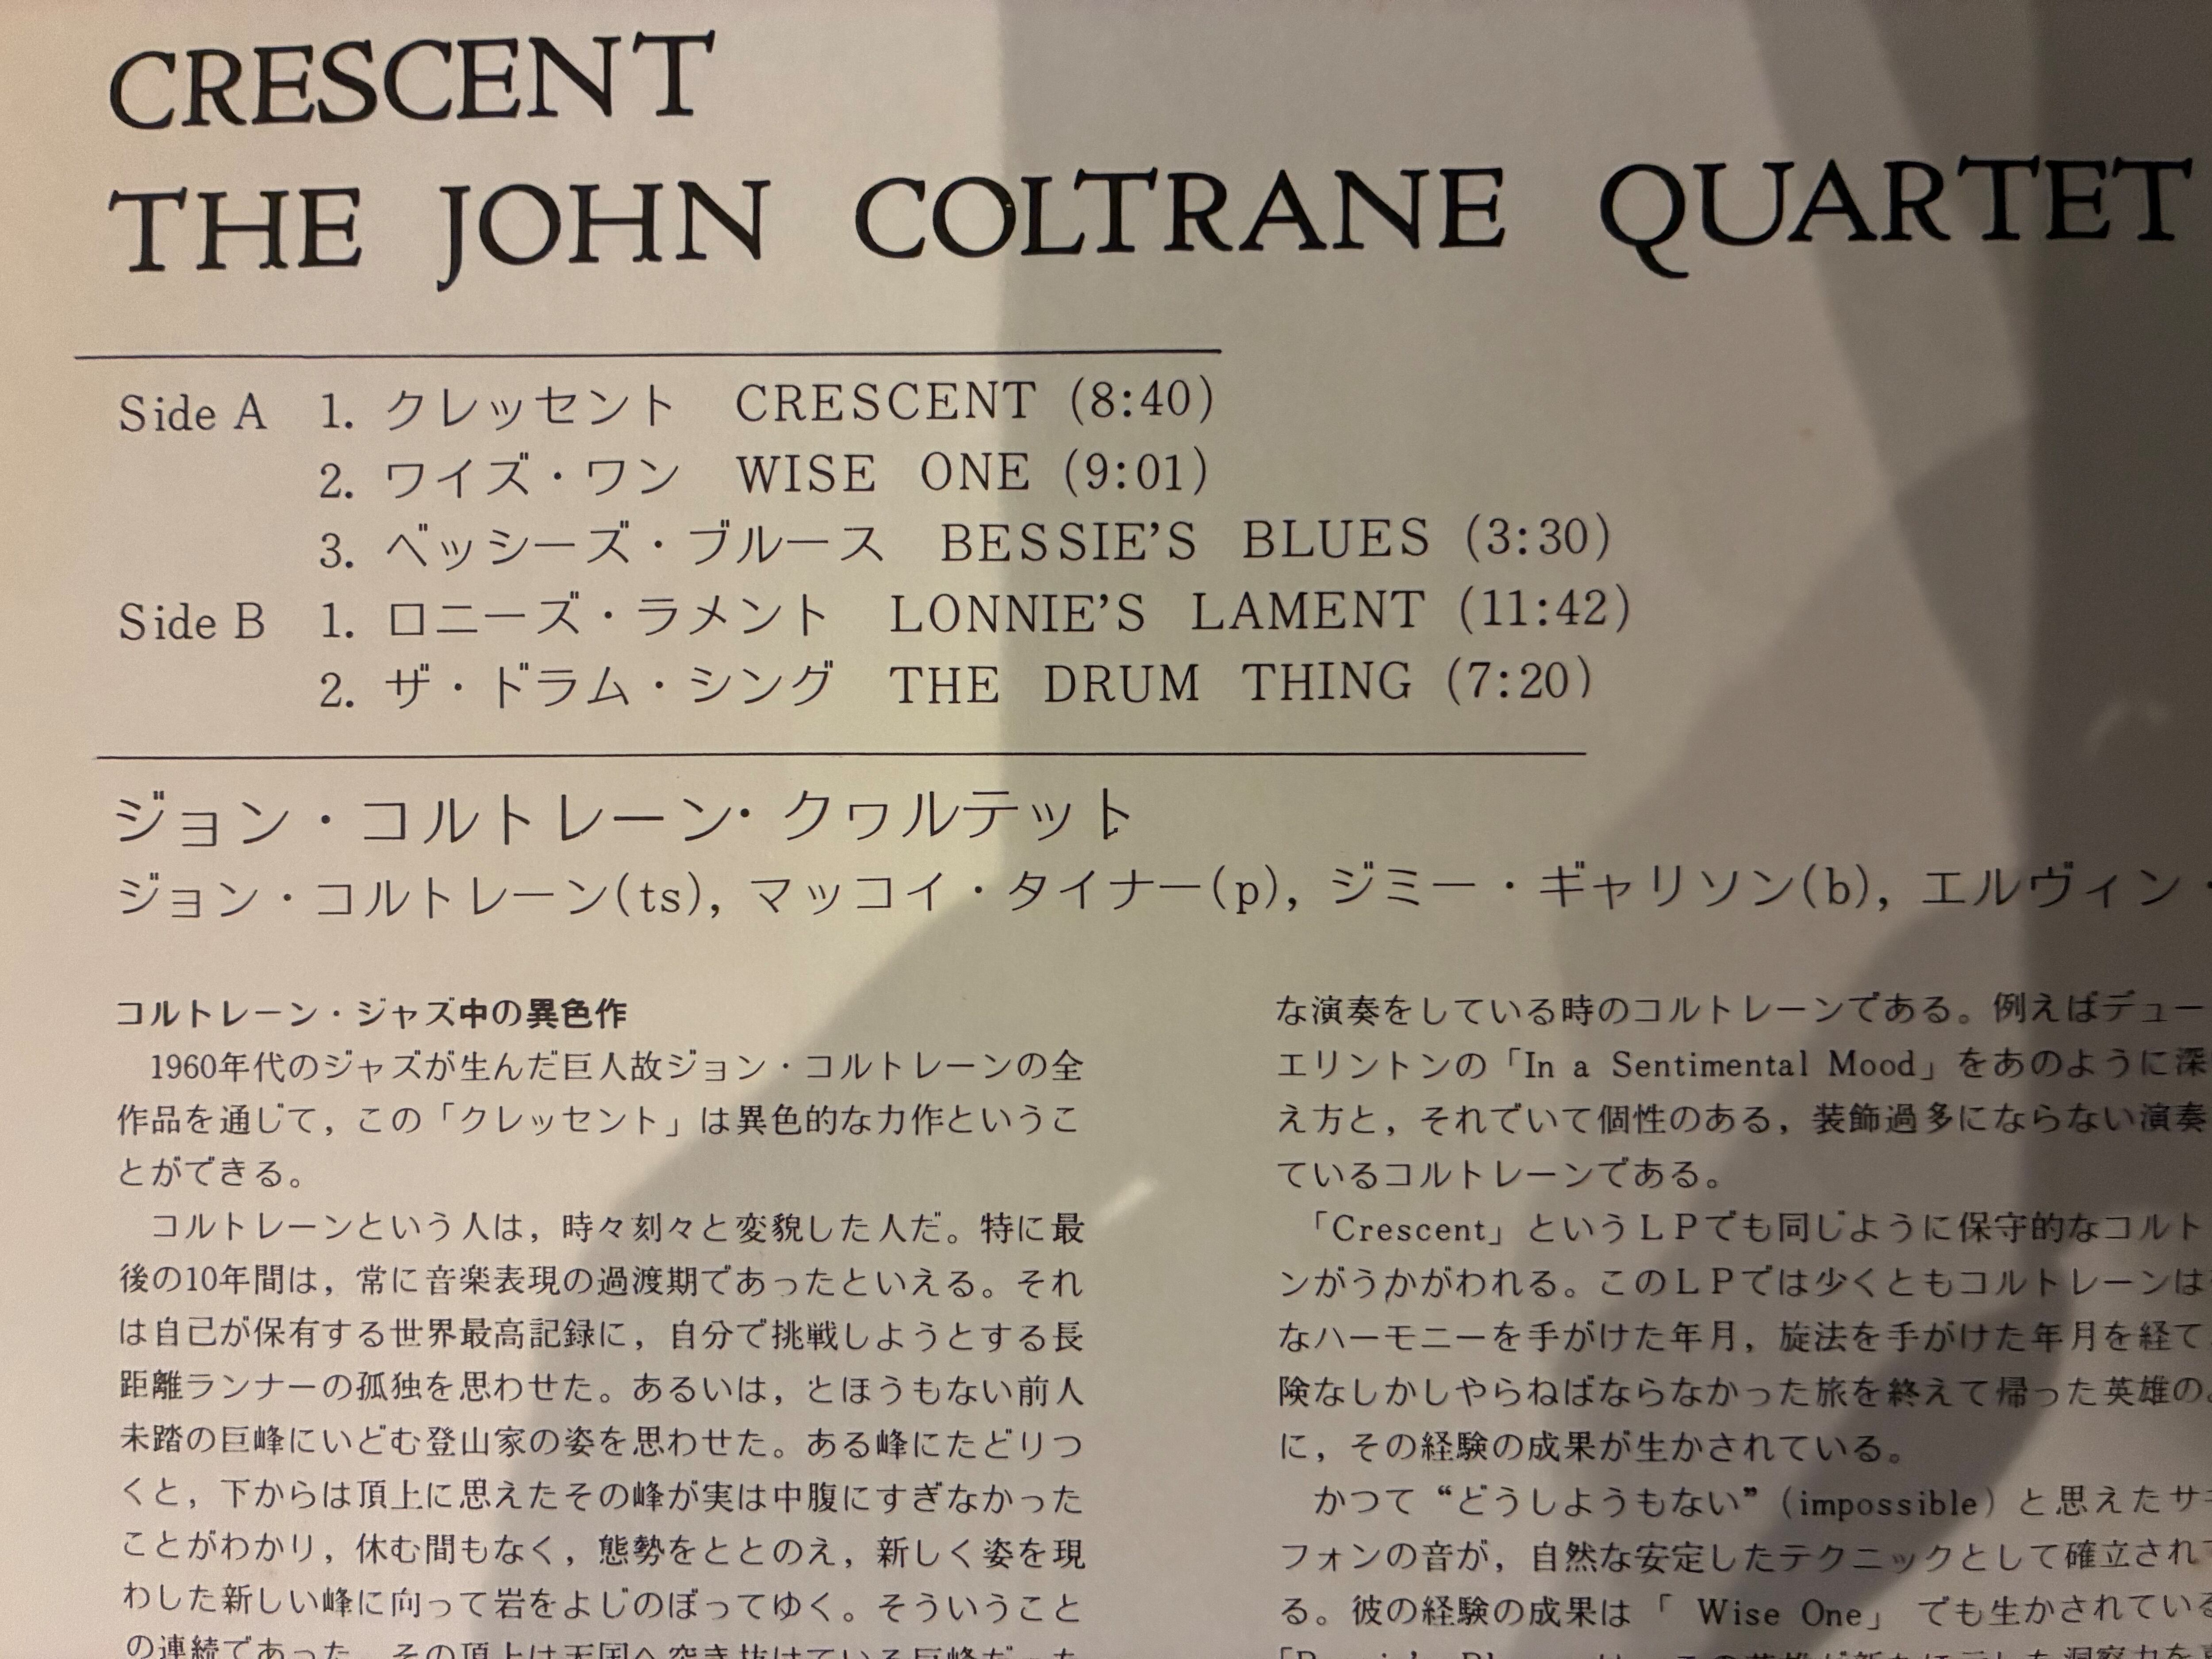 CRESCENT
THE JOHN COLTRANE QUARTET
Side A 1. クレッセント CRESCENT (8:40)
2. ワイズ・ワン WISE ONE (9:01)
3. ベッシーズ・ブルース BESSIE'S BLUES (3:30)
Side B 1. ロニーズ・ラメント LONNIE'S LAMENT (11:42)
2. ザ・ドラム・シング THE DRUM THING (7:20)
ジョン・コルトレーン・クヮルテット
ジョン・コルトレーン(ts), マッコイ・タイナー(p), ジミー・ギャリソン(b), エルヴィン・
コルトレーン・ジャズ中の異色作
1960年代のジャズが生んだ巨人故ジョン・コルトレーンの全
作品を通じて，この「クレッセント」は異色的な力作というこ
とができる。
コルトレーンという人は，時々刻々と変貌した人だ。特に最
後の10年間は，常に音楽表現の過渡期であったといえる。それ
は自己が保有する世界最高記録に，自分で挑戦しようとする長
距離ランナーの孤独を思わせた。あるいは，とほうもない前人
未踏の巨峰にいどむ登山家の姿を思わせた。ある峰にたどりつ
くと，下からは頂上に思えたその峰が実は中腹にすぎなかった
ことがわかり，休む間もなく，態勢をととのえ，新しく姿を現
わした新しい峰に向って岩をよじのぼってゆく。そういうこと
の連続であった。その頂上は天国へ突き抜けている巨峰だった
な演奏をしている時のコルトレーンである。例えばデュー
エリントンの「In a Sentimental Mood」をあのように深
え方と，それでいて個性のある，装飾過多にならない演奏
ているコルトレーンである。
「Crescent」というＬＰでも同じように保守的なコルト
ンがうかがわれる。このＬＰでは少くともコルトレーンは
なハーモニーを手がけた年月，旋法を手がけた年月を経て
険なしかしやらねばならなかった旅を終えて帰った英雄の
に，その経験の成果が生かされている。
かつて“どうしようもない”（impossible）と思えたサ
フォンの音が，自然な安定したテクニックとして確立され
る。彼の経験の成果は「 Wise One」 でも生かされている